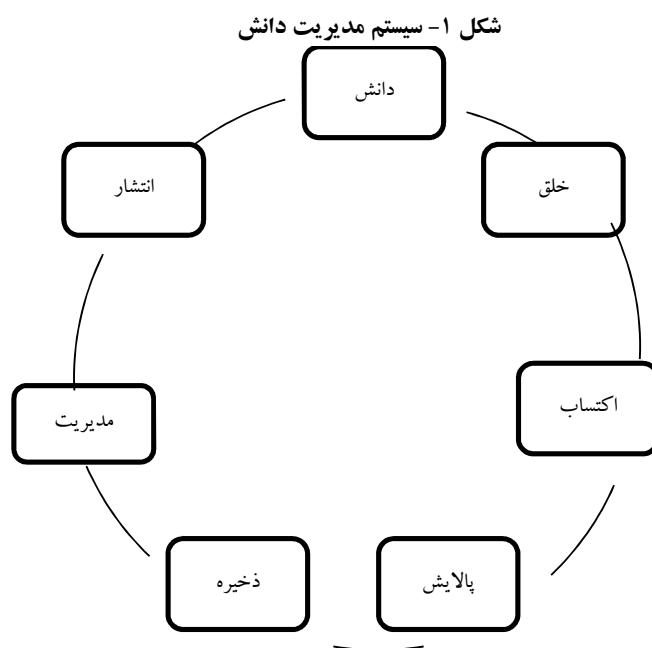 شکل ۱- سیستم مدیریت دانش
دانش
خلق
انتشار
اکتساب
مدیریت
پالایش
ذخیره